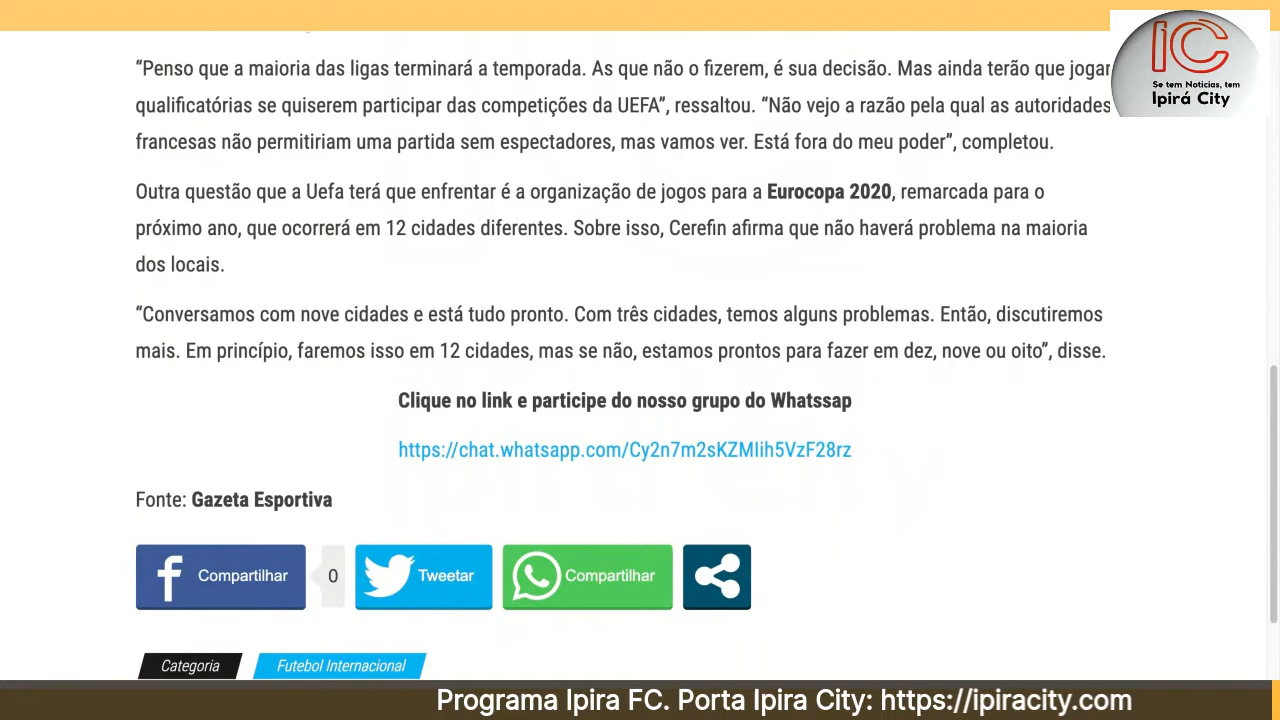 IC
Se tem Notícias, tem
Ipirá City
“Penso que a maioria das ligas terminará a temporada. As que não o fizerem, é sua decisão. Mas ainda terão que jogar
qualificatórias se quiserem participar das competições da UEFA”, ressaltou. “Não vejo a razão pela qual as autoridades
francesas não permitiriam uma partida sem espectadores, mas vamos ver. Está fora do meu poder”, completou.
Outra questão que a Uefa terá que enfrentar é a organização de jogos para a Eurocopa 2020, remarcada para o
próximo ano, que ocorrerá em 12 cidades diferentes. Sobre isso, Cerefin afirma que não haverá problema na maioria
dos locais.
“Conversamos com nove cidades e está tudo pronto. Com três cidades, temos alguns problemas. Então, discutiremos
mais. Em princípio, faremos isso em 12 cidades, mas se não, estamos prontos para fazer em dez, nove ou oito”, disse.
Clique no link e participe do nosso grupo do Whatssap
https://chat.whatsapp.com/Cy2n7m2sKZMIih5VzF28rz
Fonte: Gazeta Esportiva
Compartilhar 0 Tweetar Compartilhar
Categoria Futebol Internacional
Programa Ipira FC. Porta Ipira City: https://ipiracity.com